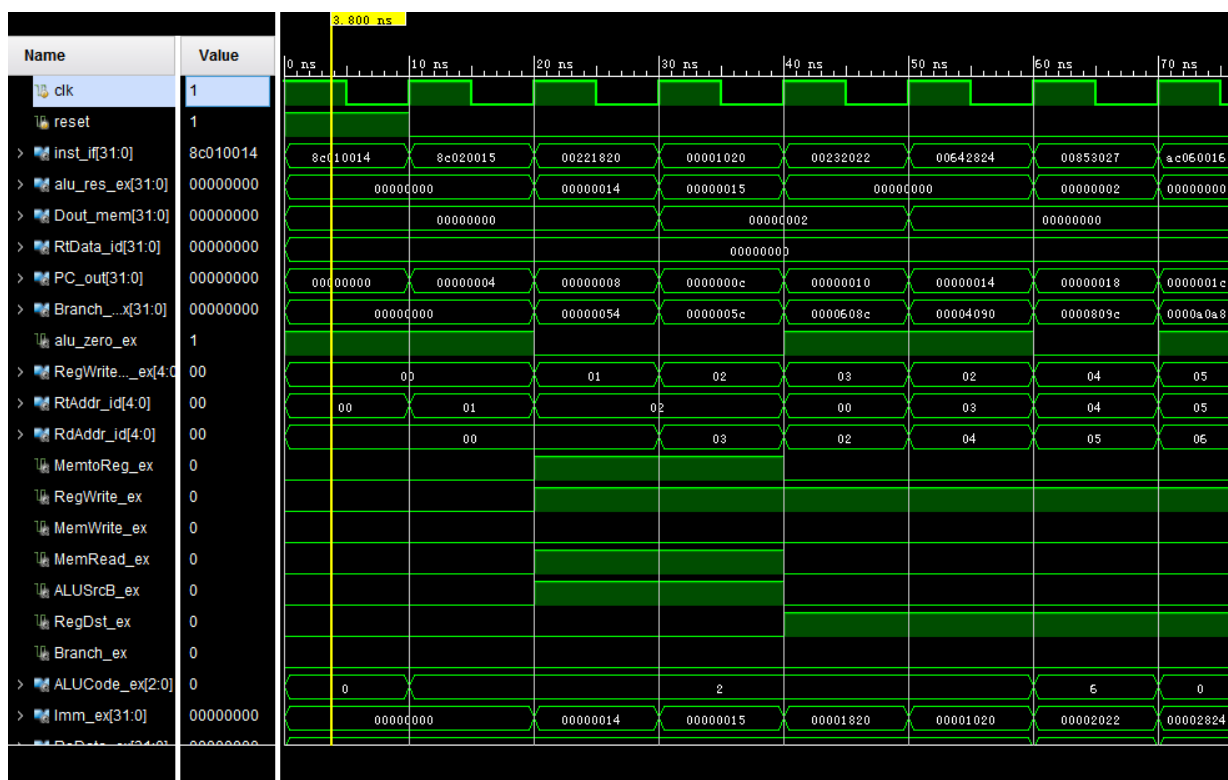 3.800 ns
Name Value
0 ns 10 ns 20 ns 30 ns 40 ns 50 ns 60 ns 70 ns
clk 1
reset 1
inst_if[31:0] 8c010014 8c010014 8c020015 00221820 00001020 00232022 00642824 00853027 ac060016
alu_res_ex[31:0] 00000000 00000000 00000014 00000015 00000000 00000002 00000000
Dout_mem[31:0] 00000000 00000000 00000002 00000000
RtData_id[31:0] 00000000 00000000
PC_out[31:0] 00000000 00000000 00000004 00000008 0000000c 00000010 00000014 00000018 0000001c
Branch_...x[31:0] 00000000 00000000 00000054 0000005c 0000608c 00004090 0000809c 0000a0a8
alu_zero_ex 1
RegWrite..._ex[4:0 00 00 01 02 03 02 04 05
RtAddr_id[4:0] 00 00 01 02 00 03 04 05
RdAddr_id[4:0] 00 00 03 02 04 05 06
MemtoReg_ex 0
RegWrite_ex 0
MemWrite_ex 0
MemRead_ex 0
ALUSrcB_ex 0
RegDst_ex 0
Branch_ex 0
ALUCode_ex[2:0] 0 0 2 6 0
Imm_ex[31:0] 00000000 00000000 00000014 00000015 00001820 00001020 00002022 00002824